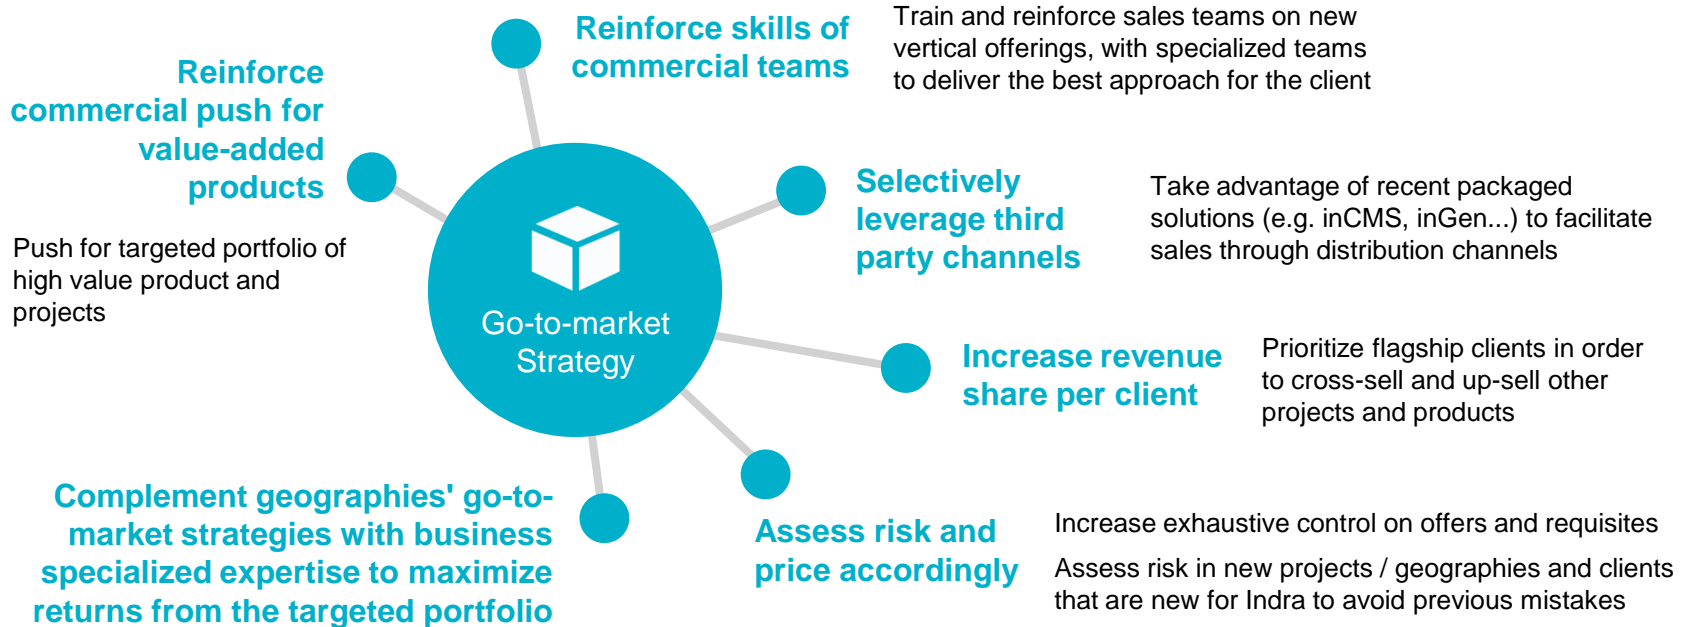 Reinforce skills of
commercial teams
Train and reinforce sales teams on new
vertical offerings, with specialized teams
to deliver the best approach for the client
Reinforce
commercial push for
value-added
products
Push for targeted portfolio of
high value product and
projects
Selectively
leverage third
party channels
Take advantage of recent packaged
solutions (e.g. inCMS, inGen...) to facilitate
sales through distribution channels
Go-to-market
Strategy
Increase revenue
share per client
Prioritize flagship clients in order
to cross-sell and up-sell other
projects and products
Complement geographies' go-to-
market strategies with business
specialized expertise to maximize
returns from the targeted portfolio
Assess risk and
price accordingly
Increase exhaustive control on offers and requisites
Assess risk in new projects / geographies and clients
that are new for Indra to avoid previous mistakes